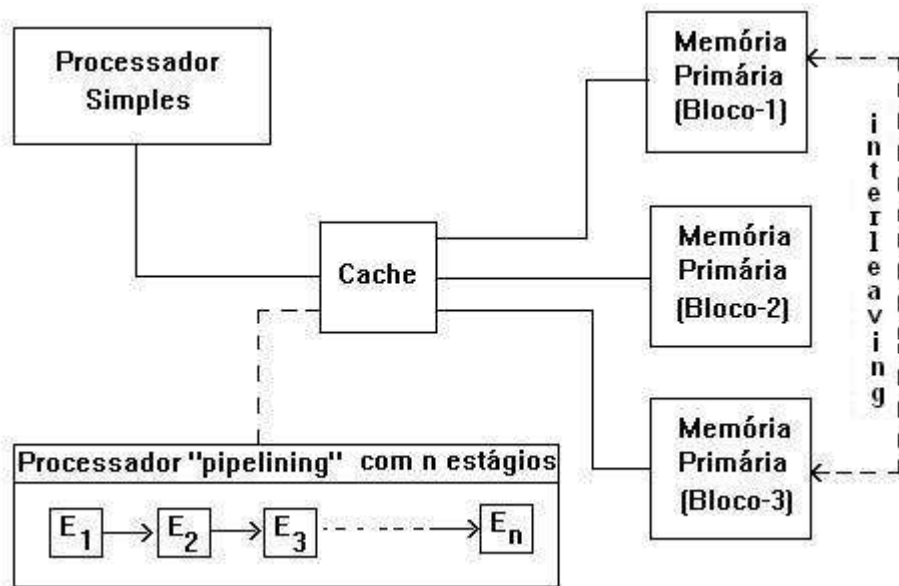 Processador
Simples
Memória
Primária
(Bloco-1)
interleaving
Cache
Memória
Primária
(Bloco-2)
Memória
Primária
(Bloco-3)
Processador "pipelining" com n estágios
E1
E2
E3
En